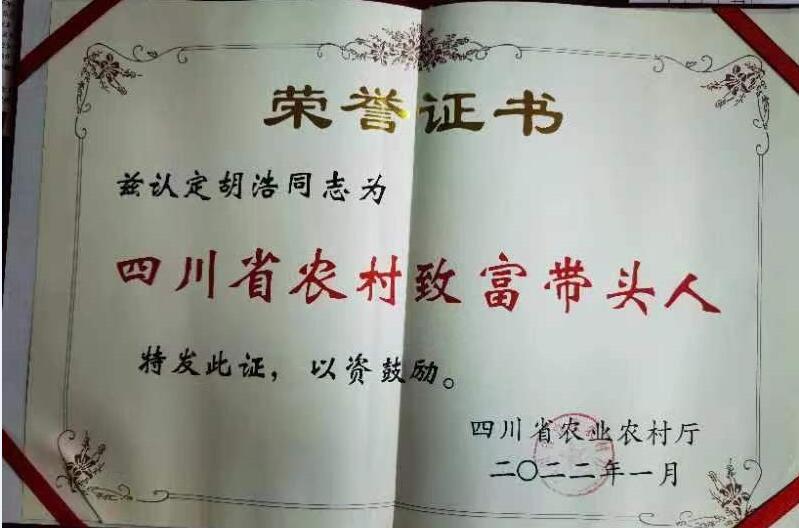 荣誉证书
兹认定胡浩同志为
四川省农村致富带头人
特发此证，以资鼓励。
四川省农业农村厅
二〇二二年一月